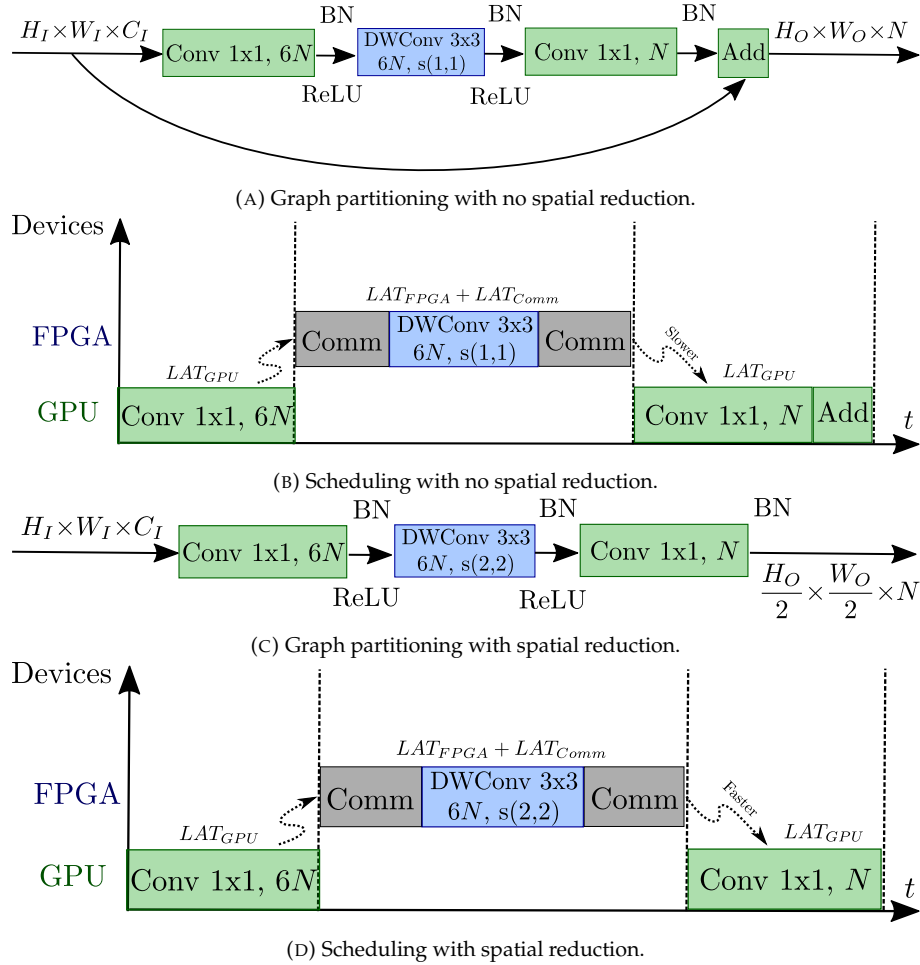 BN BN BN
H_I×W_I×C_I Conv 1x1, 6N DWConv 3x3 Conv 1x1, N Add H_O×W_O×N
6N, s(1,1)
ReLU ReLU
(A) Graph partitioning with no spatial reduction.
Devices
LAT_FPGA + LAT_Comm
FPGA Comm DWConv 3x3 Comm Slower
6N, s(1,1)
LAT_GPU LAT_GPU
GPU Conv 1x1, 6N Conv 1x1, N Add t
(B) Scheduling with no spatial reduction.
BN BN BN
H_I×W_I×C_I Conv 1x1, 6N DWConv 3x3 Conv 1x1, N
6N, s(2,2)
ReLU ReLU H_O/2 × W_O/2 × N
(C) Graph partitioning with spatial reduction.
Devices
LAT_FPGA + LAT_Comm
FPGA Comm DWConv 3x3 Comm Faster
6N, s(2,2)
LAT_GPU LAT_GPU
GPU Conv 1x1, 6N Conv 1x1, N t
(D) Scheduling with spatial reduction.